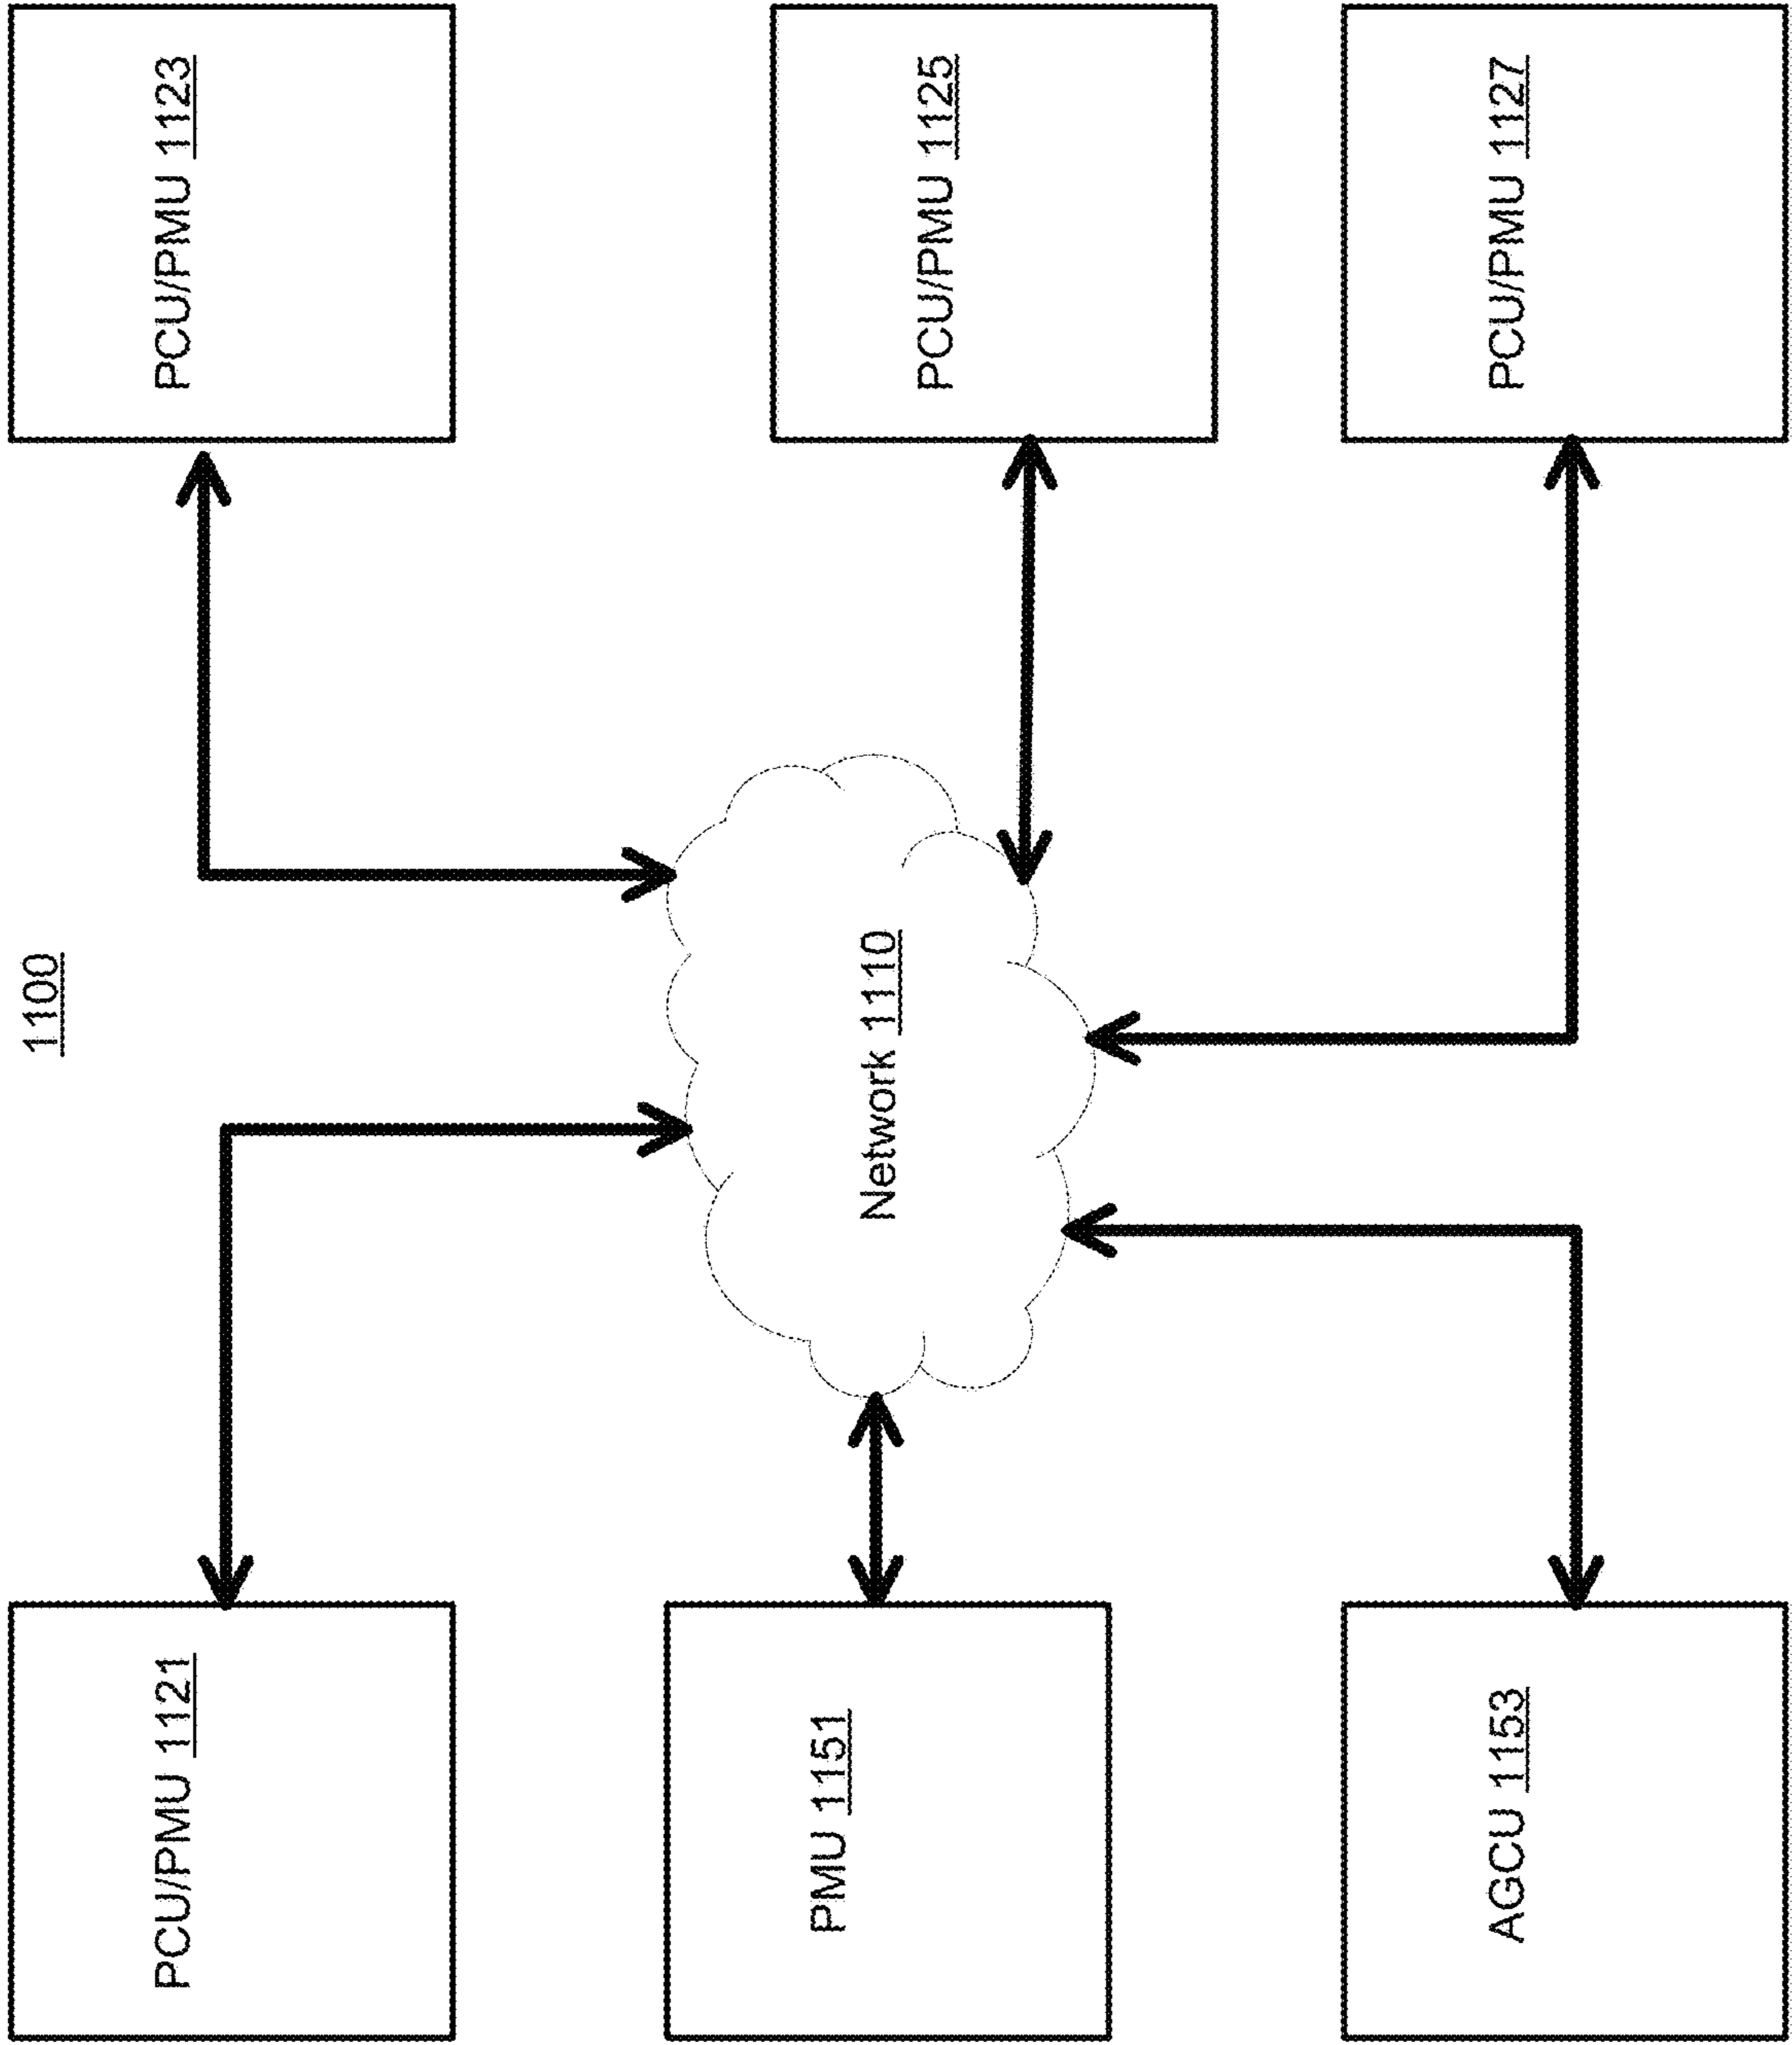 1100
PCU/PMU 1121
PCU/PMU 1123
Network 1110
PMU 1151
PCU/PMU 1125
AGCU 1153
PCU/PMU 1127